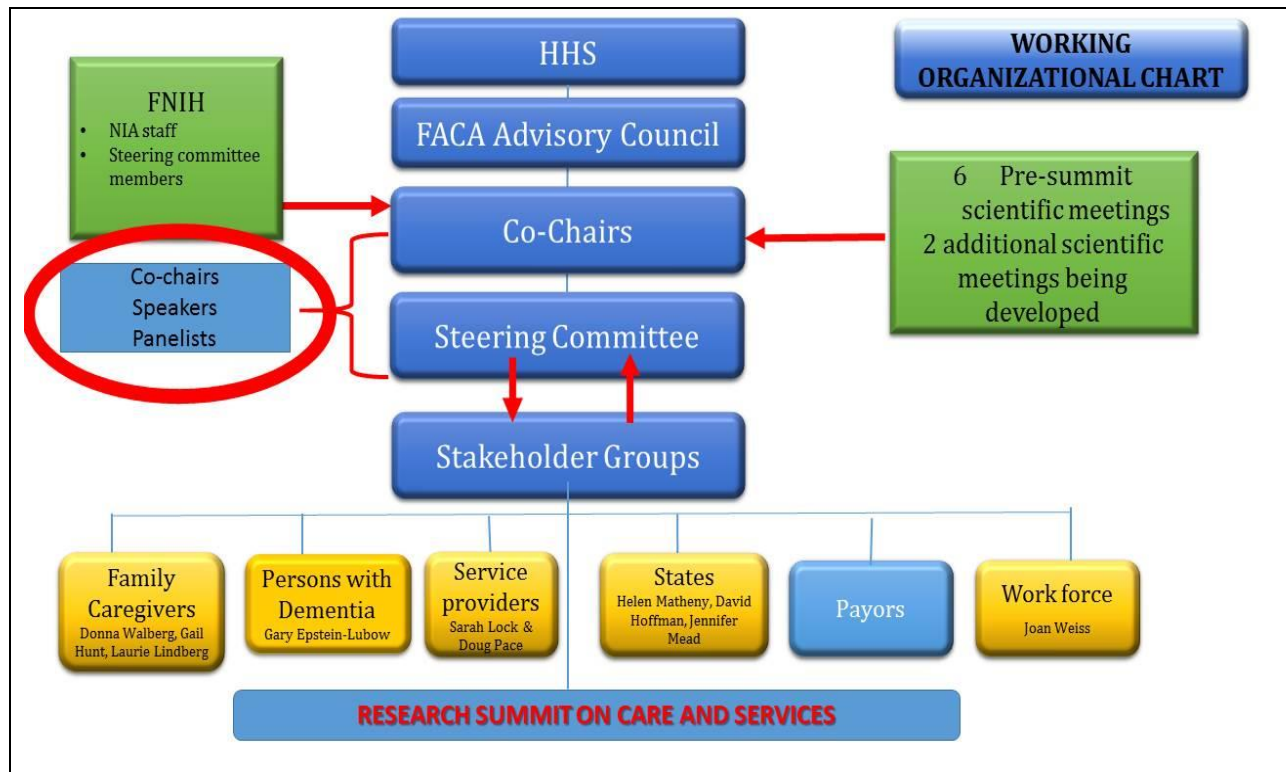 HHS
WORKING
ORGANIZATIONAL CHART
FNIH
• NIA staff
• Steering committee
members
FACA Advisory Council
6 Pre-summit
scientific meetings
2 additional scientific
meetings being
developed
Co-Chairs
Co-chairs
Speakers
Panelists
Steering Committee
Stakeholder Groups
Family
Caregivers
Donna Walberg, Gail
Hunt, Laurie Lindberg
Persons with
Dementia
Gary Epstein-Lubow
Service
providers
Sarah Lock &
Doug Pace
States
Helen Matheny, David
Hoffman, Jennifer
Mead
Payors
Work force
Joan Weiss
RESEARCH SUMMIT ON CARE AND SERVICES